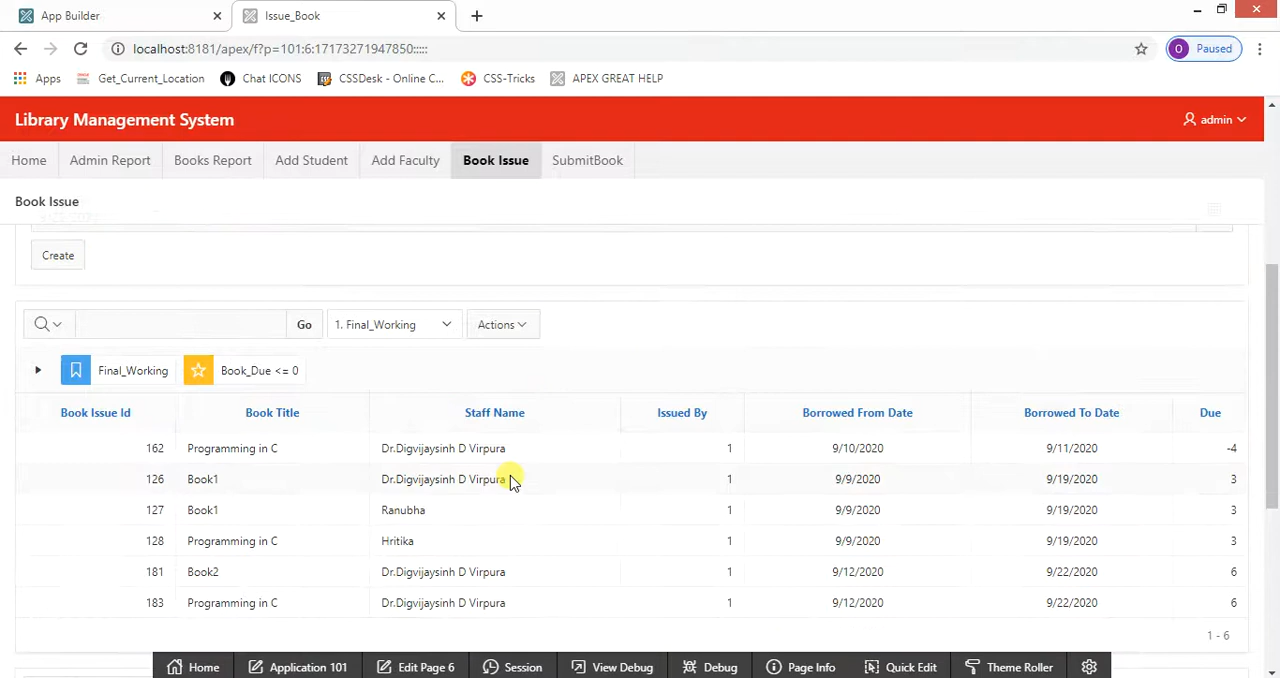 App Builder
Issue_Book
localhost:8181/apex/f?p=101:6:17173271947850:::::
O Paused
Apps Get_Current_Location Chat ICONS CSSDesk - Online C... CSS-Tricks APEX GREAT HELP
Library Management System
admin
Home Admin Report Books Report Add Student Add Faculty Book Issue SubmitBook
Book Issue
Create
Go 1. Final_Working Actions
Final_Working Book_Due <= 0
Book Issue Id Book Title Staff Name Issued By Borrowed From Date Borrowed To Date Due
162 Programming in C Dr.Digvijaysinh D Virpura 1 9/10/2020 9/11/2020 -4
126 Book1 Dr.Digvijaysinh D Virpura 1 9/9/2020 9/19/2020 3
127 Book1 Ranubha 1 9/9/2020 9/19/2020 3
128 Programming in C Hritika 1 9/9/2020 9/19/2020 3
181 Book2 Dr.Digvijaysinh D Virpura 1 9/12/2020 9/22/2020 6
183 Programming in C Dr.Digvijaysinh D Virpura 1 9/12/2020 9/22/2020 6
1 - 6
Home Application 101 Edit Page 6 Session View Debug Debug Page Info Quick Edit Theme Roller